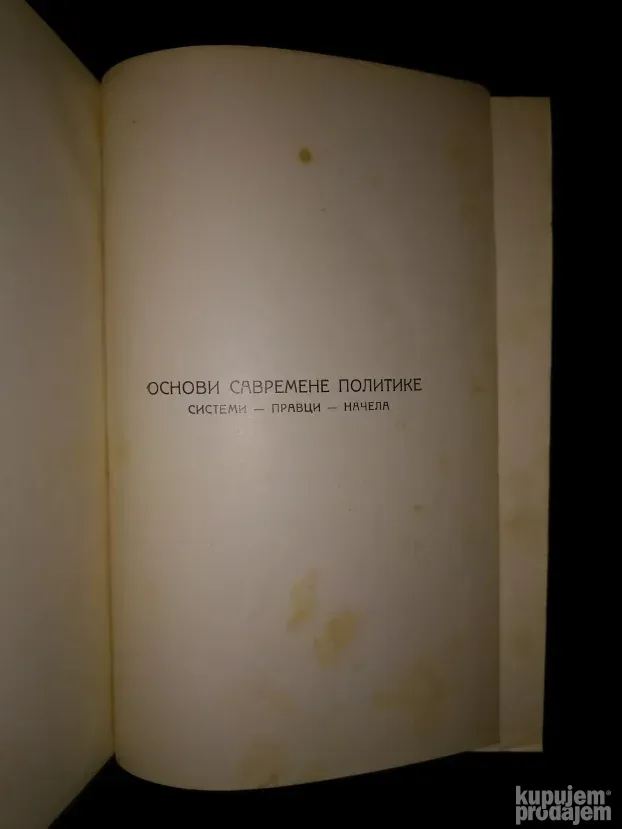 ОСНОВИ САВРЕМЕНЕ ПОЛИТИКЕ
СИСТЕМИ — ПРАВЦИ — НАЧЕЛА
kupujem®
prodajem